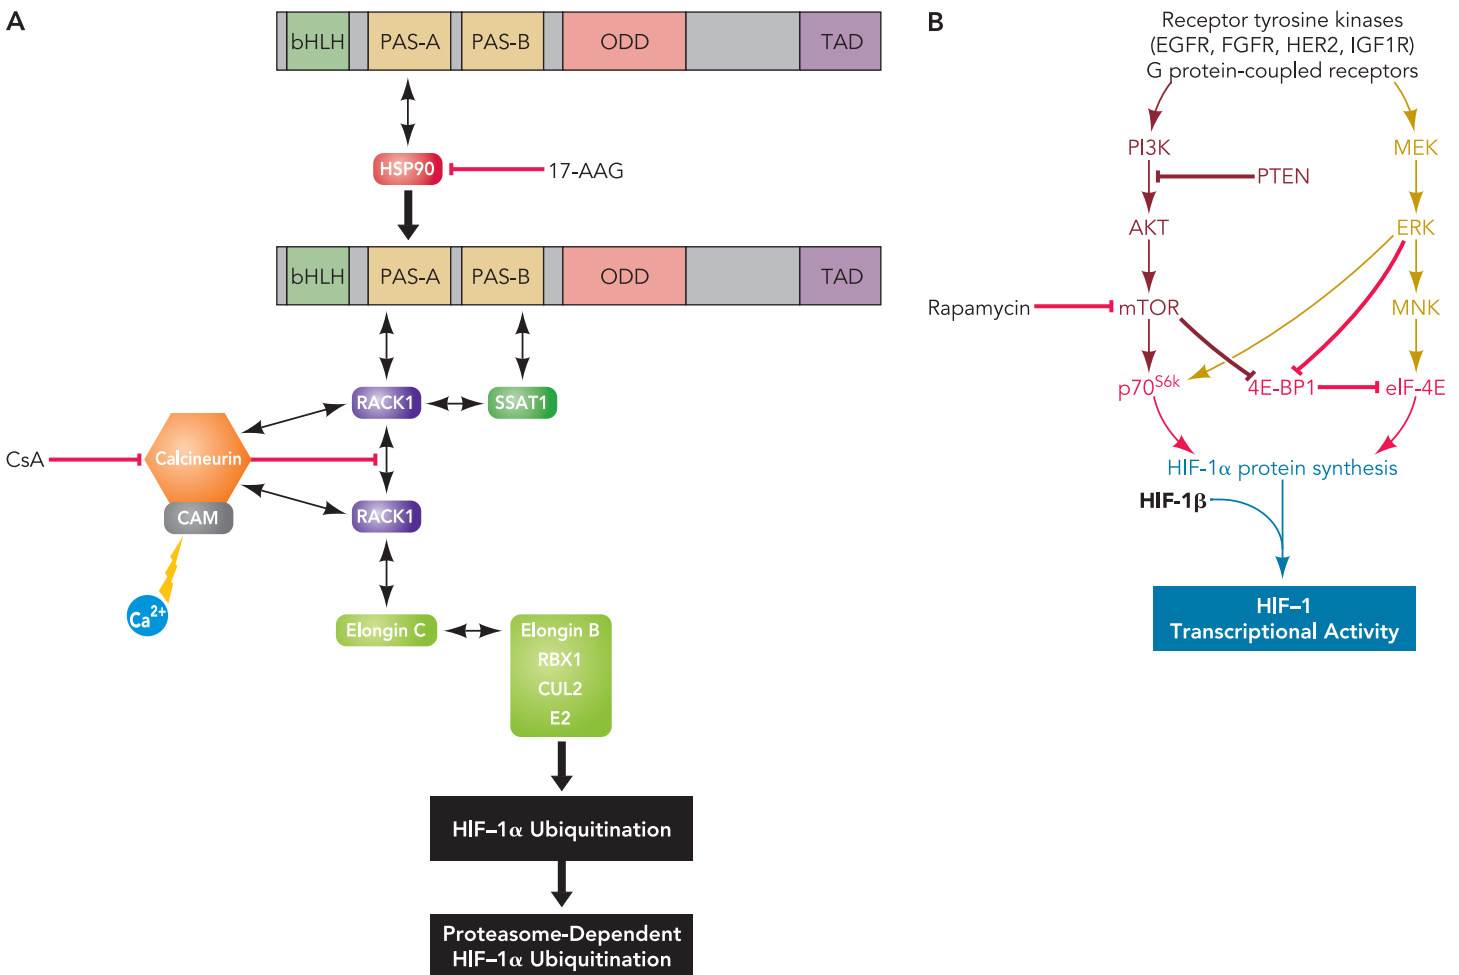 A
bHLH PAS-A PAS-B ODD TAD
HSP90
17-AAG
bHLH PAS-A PAS-B ODD TAD
RACK1
SSAT1
CsA
Calcineurin
CAM
RACK1
Ca2+
Elongin C
Elongin B
RBX1
CUL2
E2
HIF–1α Ubiquitination
Proteasome-Dependent
HIF–1α Ubiquitination
B
Receptor tyrosine kinases
(EGFR, FGFR, HER2, IGF1R)
G protein-coupled receptors
PI3K
MEK
PTEN
AKT
ERK
Rapamycin
mTOR
MNK
p70S6k
4E-BP1
eIF-4E
HIF-1α protein synthesis
HIF-1β
HIF–1
Transcriptional Activity